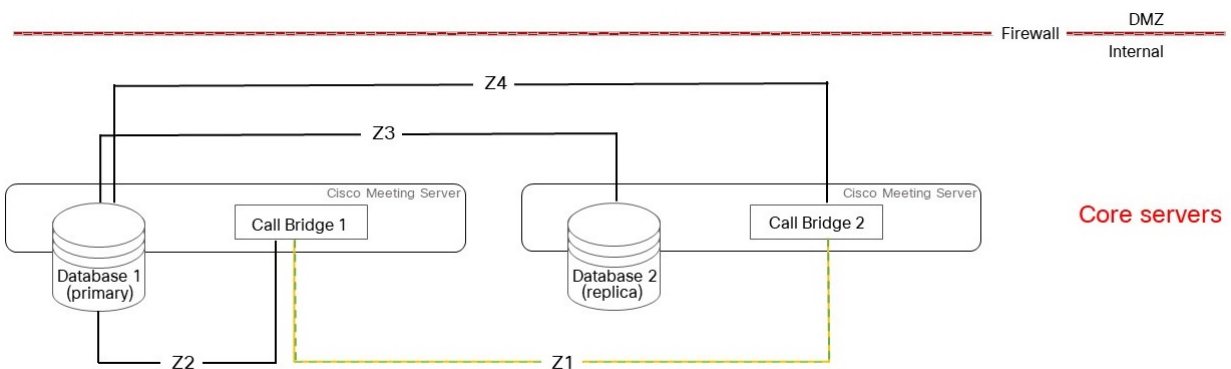 DMZ
Firewall
Internal
Z4
Z3
Cisco Meeting Server
Cisco Meeting Server
Call Bridge 1
Call Bridge 2
Core servers
Database 1
(primary)
Database 2
(replica)
Z2
Z1